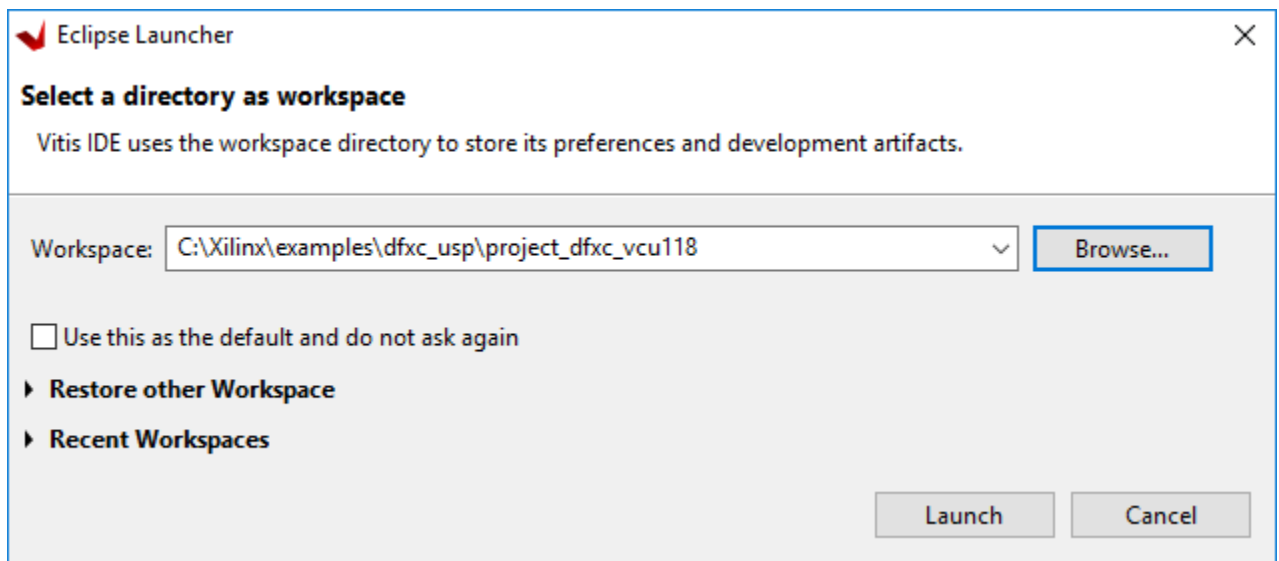 Eclipse Launcher
Select a directory as workspace
Vitis IDE uses the workspace directory to store its preferences and development artifacts.
Workspace: C:\Xilinx\examples\dfxc_usp\project_dfxc_vcu118 Browse...
Use this as the default and do not ask again
Restore other Workspace
Recent Workspaces
Launch Cancel